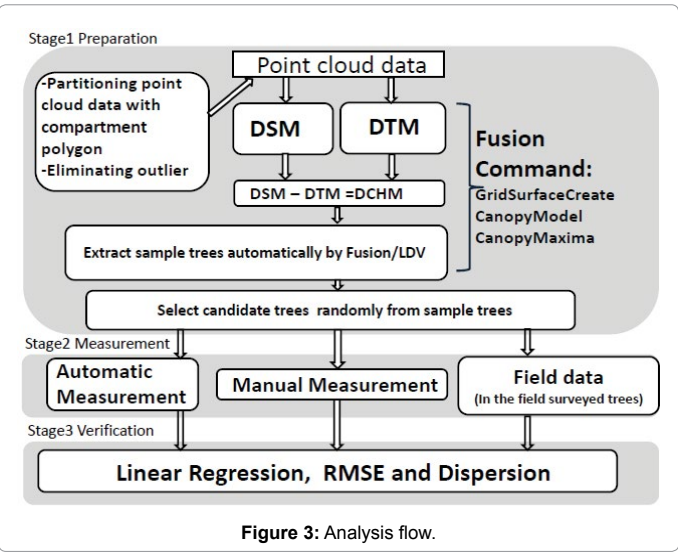 Stage1 Preparation
Point cloud data
-Partitioning point
cloud data with
compartment
polygon
-Eliminating outlier
DSM
DTM
Fusion
Command:
GridSurfaceCreate
CanopyModel
CanopyMaxima
DSM – DTM =DCHM
Extract sample trees automatically by Fusion/LDV
Select candidate trees randomly from sample trees
Stage2 Measurement
Automatic
Measurement
Manual Measurement
Field data
(In the field surveyed trees)
Stage3 Verification
Linear Regression, RMSE and Dispersion
Figure 3: Analysis flow.